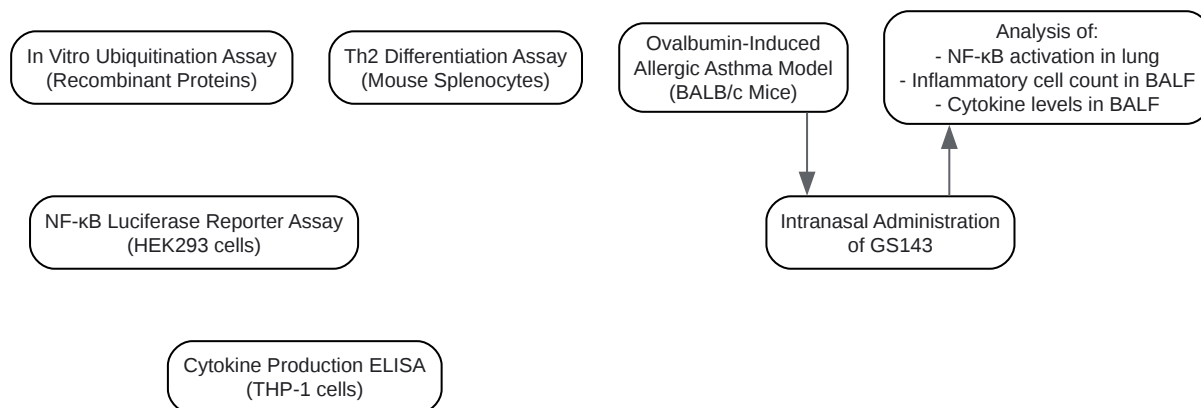 In Vitro Ubiquitination Assay
(Recombinant Proteins)
Th2 Differentiation Assay
(Mouse Splenocytes)
Ovalbumin-Induced
Allergic Asthma Model
(BALB/c Mice)
Analysis of:
- NF-κB activation in lung
- Inflammatory cell count in BALF
- Cytokine levels in BALF
NF-κB Luciferase Reporter Assay
(HEK293 cells)
Intranasal Administration
of GS143
Cytokine Production ELISA
(THP-1 cells)